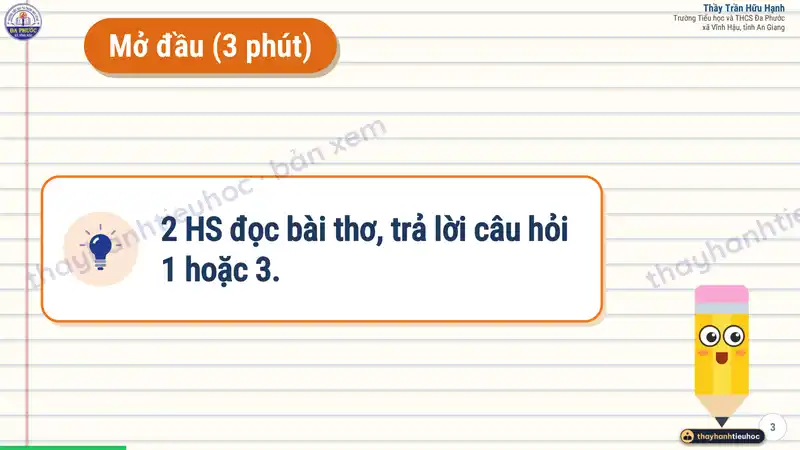 ĐA PHƯỚC
Thầy Trần Hữu Hạnh
Trường Tiểu học và THCS Đa Phước
xã Vĩnh Hậu, tỉnh An Giang
Mở đầu (3 phút)
2 HS đọc bài thơ, trả lời câu hỏi
1 hoặc 3.
thayhanhtieuhoc · bản xem
thayhanhtie
thayhanhtieuhoc
3